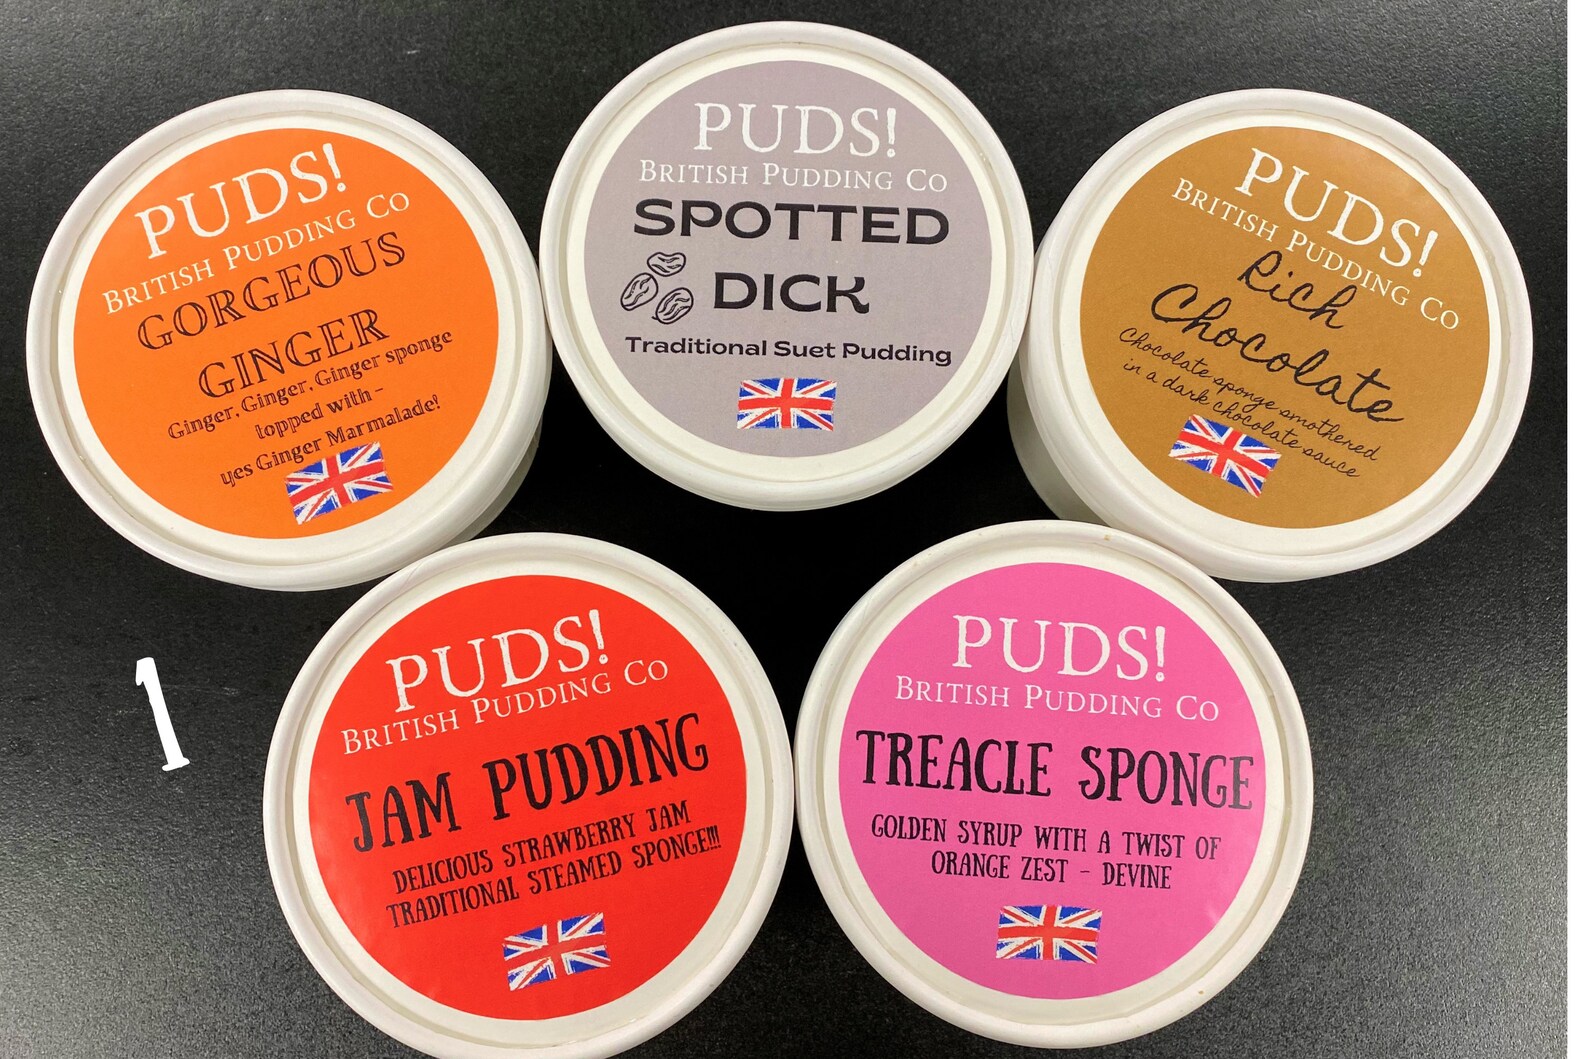 PUDS!
BRITISH PUDDING CO
GORGEOUS
GINGER
Ginger, Ginger, Ginger sponge
topped with -
yes Ginger Marmalade!
PUDS!
BRITISH PUDDING CO
SPOTTED
DICK
Traditional Suet Pudding
PUDS!
BRITISH PUDDING CO
Rich
Chocolate
Chocolate sponge smothered
in a dark chocolate sauce
1
PUDS!
BRITISH PUDDING CO
JAM PUDDING
DELICIOUS STRAWBERRY JAM
TRADITIONAL STEAMED SPONGE!!!
PUDS!
BRITISH PUDDING CO
TREACLE SPONGE
GOLDEN SYRUP WITH A TWIST OF
ORANGE ZEST - DEVINE